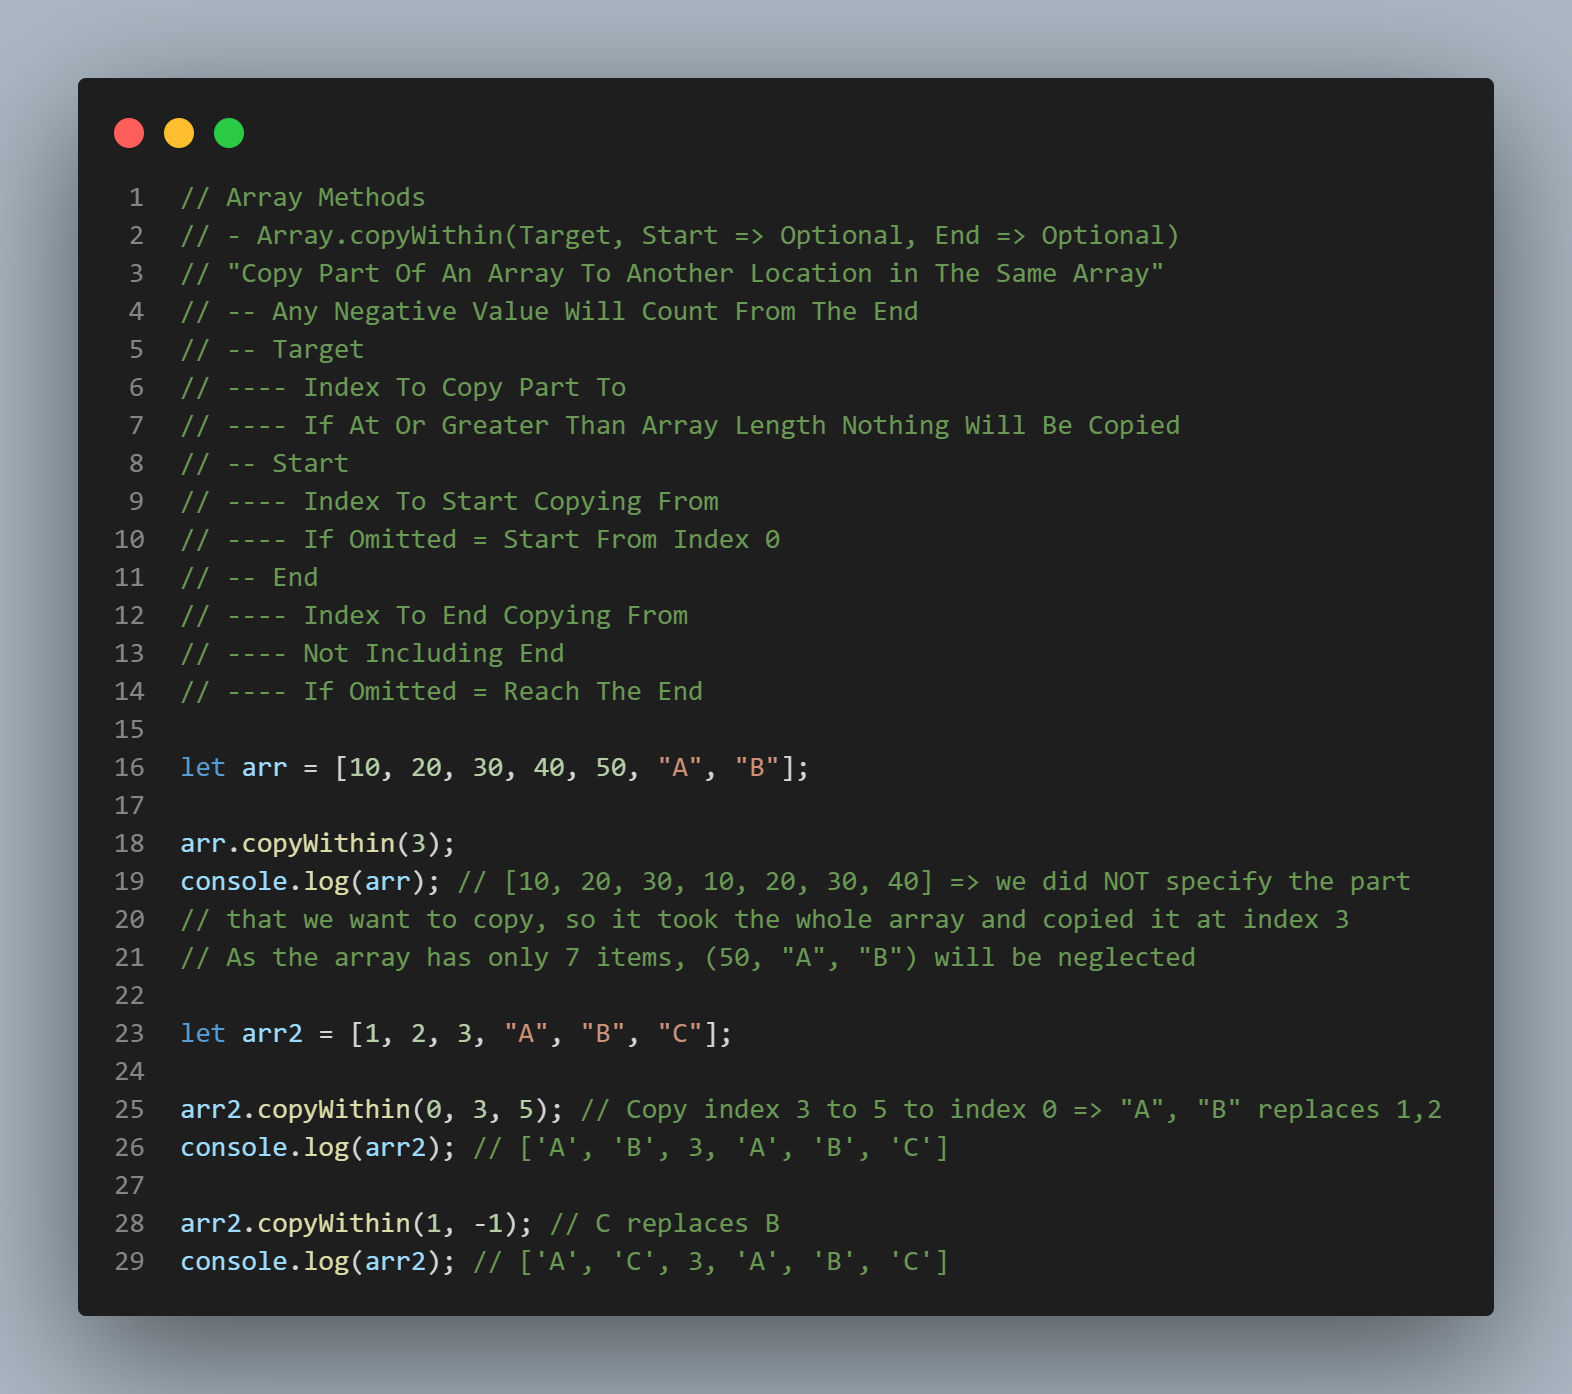 1 // Array Methods
2 // - Array.copyWithin(Target, Start => Optional, End => Optional)
3 // "Copy Part Of An Array To Another Location in The Same Array"
4 // -- Any Negative Value Will Count From The End
5 // -- Target
6 // ---- Index To Copy Part To
7 // ---- If At Or Greater Than Array Length Nothing Will Be Copied
8 // -- Start
9 // ---- Index To Start Copying From
10 // ---- If Omitted = Start From Index 0
11 // -- End
12 // ---- Index To End Copying From
13 // ---- Not Including End
14 // ---- If Omitted = Reach The End
15
16 let arr = [10, 20, 30, 40, 50, "A", "B"];
17
18 arr.copyWithin(3);
19 console.log(arr); // [10, 20, 30, 10, 20, 30, 40] => we did NOT specify the part
20 // that we want to copy, so it took the whole array and copied it at index 3
21 // As the array has only 7 items, (50, "A", "B") will be neglected
22
23 let arr2 = [1, 2, 3, "A", "B", "C"];
24
25 arr2.copyWithin(0, 3, 5); // Copy index 3 to 5 to index 0 => "A", "B" replaces 1,2
26 console.log(arr2); // ['A', 'B', 3, 'A', 'B', 'C']
27
28 arr2.copyWithin(1, -1); // C replaces B
29 console.log(arr2); // ['A', 'C', 3, 'A', 'B', 'C']